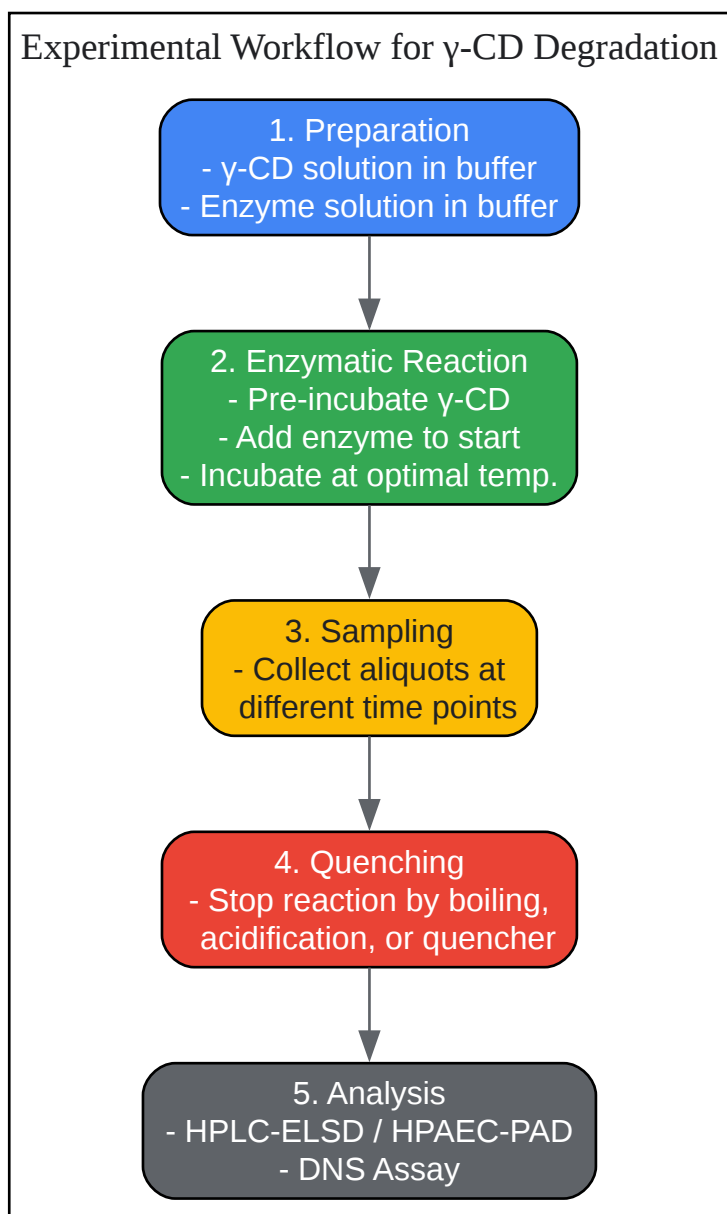 Experimental Workflow for γ-CD Degradation
1. Preparation
- γ-CD solution in buffer
- Enzyme solution in buffer
2. Enzymatic Reaction
- Pre-incubate γ-CD
- Add enzyme to start
- Incubate at optimal temp.
3. Sampling
- Collect aliquots at
different time points
4. Quenching
- Stop reaction by boiling,
acidification, or quencher
5. Analysis
- HPLC-ELSD / HPAEC-PAD
- DNS Assay